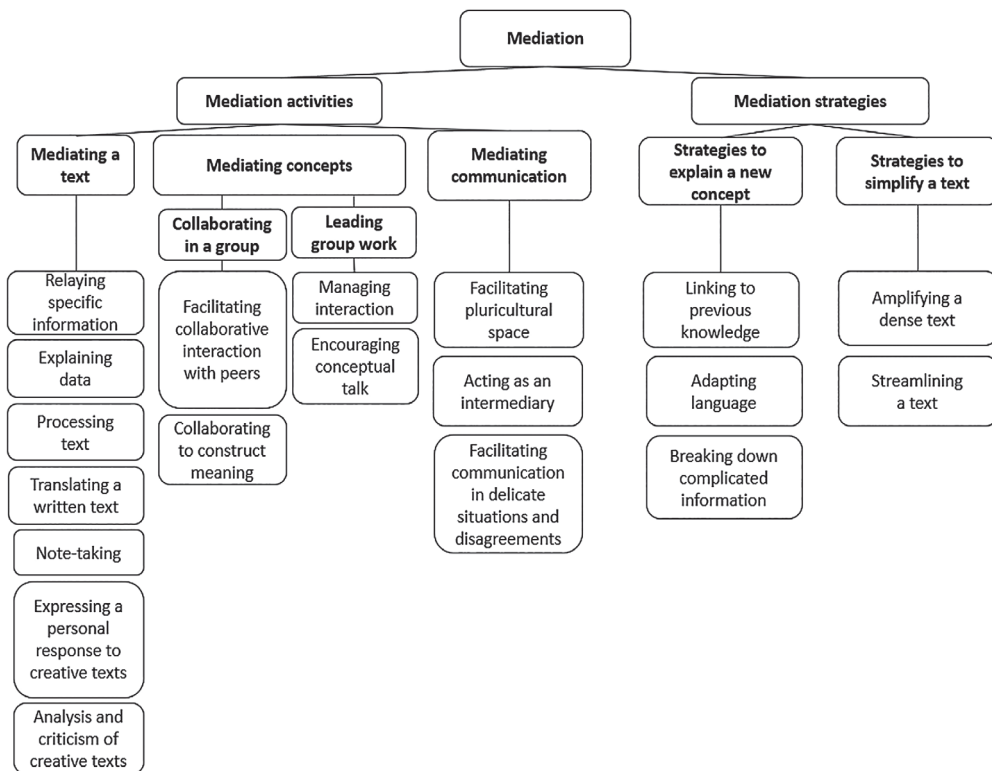 Mediation
Mediation activities
Mediation strategies
Mediating a
text
Mediating concepts
Mediating
communication
Strategies to
explain a new
concept
Strategies to
simplify a text
Collaborating
in a group
Leading
group work
Relaying
specific
information
Explaining
data
Processing
text
Translating a
written text
Note-taking
Expressing a
personal
response to
creative texts
Analysis and
criticism of
creative texts
Facilitating
collaborative
interaction
with peers
Collaborating
to construct
meaning
Managing
interaction
Encouraging
conceptual
talk
Facilitating
pluricultural
space
Acting as an
intermediary
Facilitating
communication
in delicate
situations and
disagreements
Linking to
previous
knowledge
Adapting
language
Breaking down
complicated
information
Amplifying a
dense text
Streamlining
a text